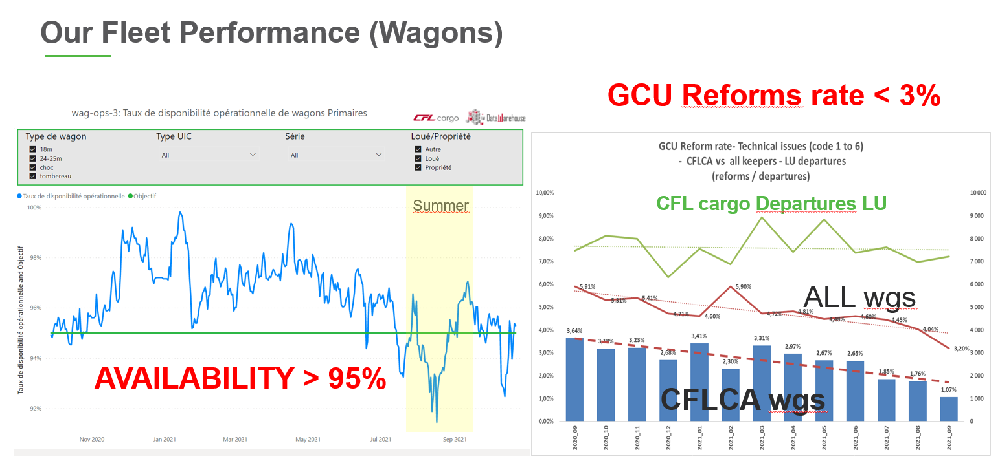 Our Fleet Performance (Wagons)
GCU Reforms rate < 3%
wag-ops-3: Taux de disponibilité opérationnelle de wagons Primaires
CFL cargo
DataWarehouse
Type de wagon
Type UIC
Série
Loué/Propriété
18m
24-25m
choc
tombereau
All
All
Autre
Loué
Propriété
Taux de disponibilité opérationnelle
Objectif
Summer
Taux de disponibilité opérationnelle and Objectif
100%
98%
96%
94%
92%
AVAILABILITY > 95%
Nov 2020
Jan 2021
Mar 2021
May 2021
Jul 2021
Sep 2021
GCU Reform rate- Technical issues (code 1 to 6)
- CFLCA vs all keepers - LU departures
(reforms / departures)
CFL cargo Departures LU
10,00%
9,00%
8,00%
7,00%
6,00%
5,00%
4,00%
3,00%
2,00%
1,00%
0,00%
10 000
9 000
8 000
7 000
6 000
5 000
4 000
3 000
2 000
1 000
0
ALL wgs
5,91%
5,31%
5,41%
4,71%
4,60%
5,90%
4,72%
4,81%
4,48%
4,60%
4,45%
4,04%
3,20%
3,64%
3,18%
3,23%
2,68%
3,41%
2,30%
3,31%
2,97%
2,67%
2,65%
1,85%
1,76%
1,07%
CFLCA wgs
2020_09
2020_10
2020_11
2020_12
2021_01
2021_02
2021_03
2021_04
2021_05
2021_06
2021_07
2021_08
2021_09